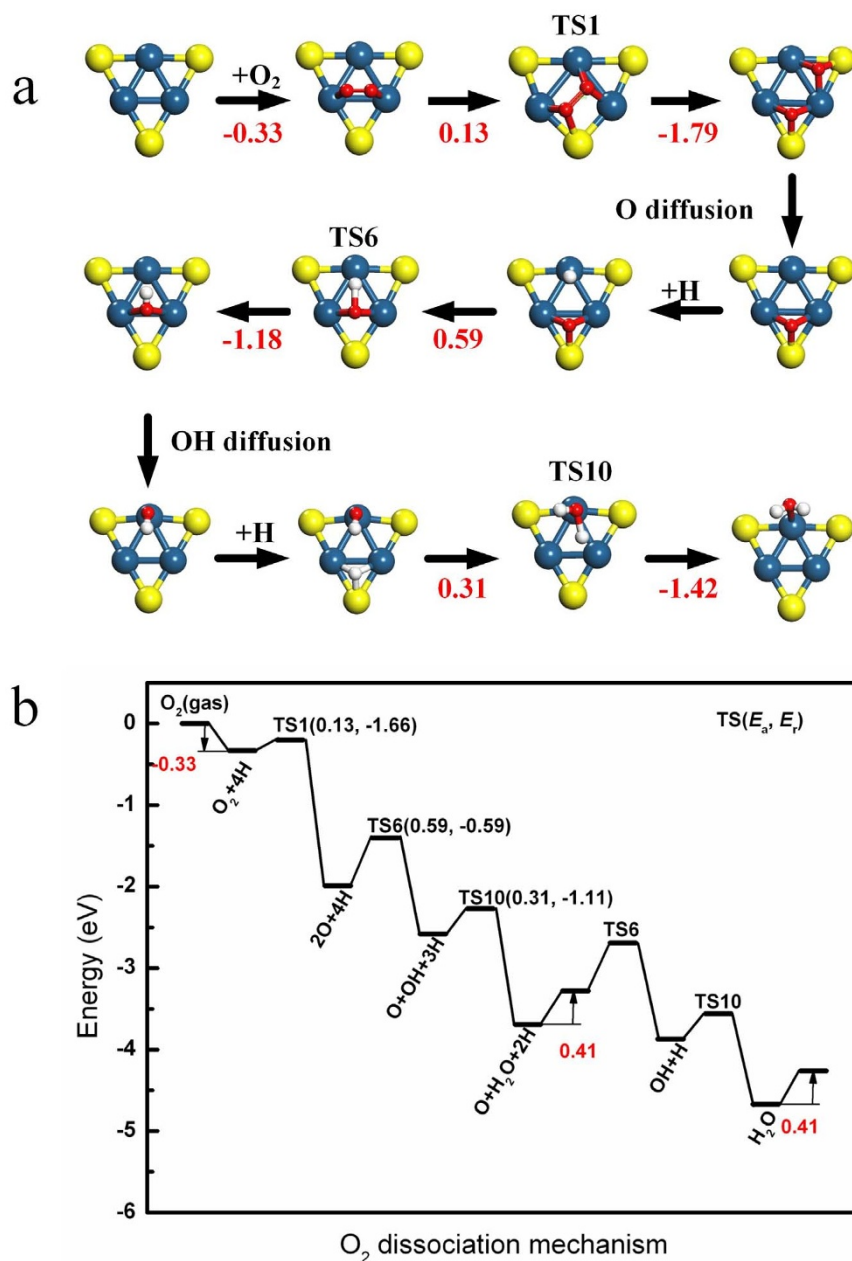 a
TS1
+O₂
-0.33
0.13
-1.79
O diffusion
TS6
+H
-1.18
0.59
OH diffusion
TS10
+H
0.31
-1.42
b
O₂(gas)
TS(Eₐ, Eᵣ)
-0.33
O₂+4H
TS1(0.13, -1.66)
2O+4H
TS6(0.59, -0.59)
O+OH+3H
TS10(0.31, -1.11)
O+H₂O+2H
0.41
TS6
OH+H
TS10
H₂O
0.41
0
-1
-2
-3
-4
-5
-6
Energy (eV)
O₂ dissociation mechanism